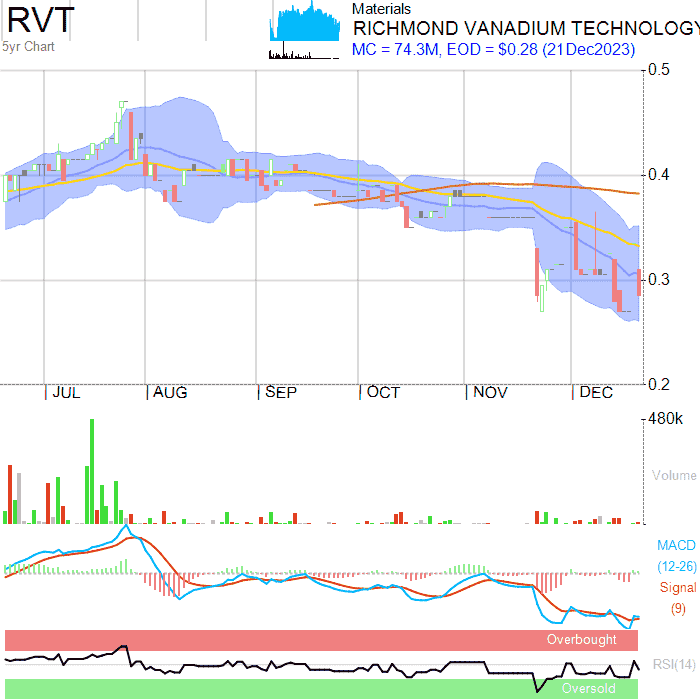 RVT
5yr Chart
Materials
RICHMOND VANADIUM TECHNOLOGY
MC = 74.3M, EOD = $0.28 (21Dec2023)
0.5
0.4
0.3
0.2
JUL AUG SEP OCT NOV DEC
480k
Volume
MACD
(12-26)
Signal
(9)
Overbought
RSI(14)
Oversold